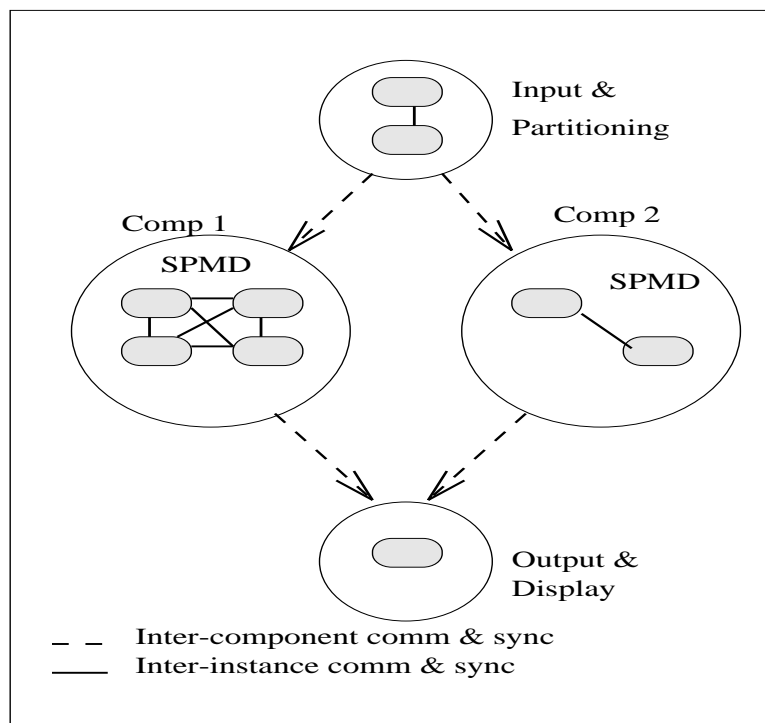 Input &
Partitioning
Comp 1
Comp 2
SPMD
SPMD
Output &
Display
Inter-component comm & sync
Inter-instance comm & sync